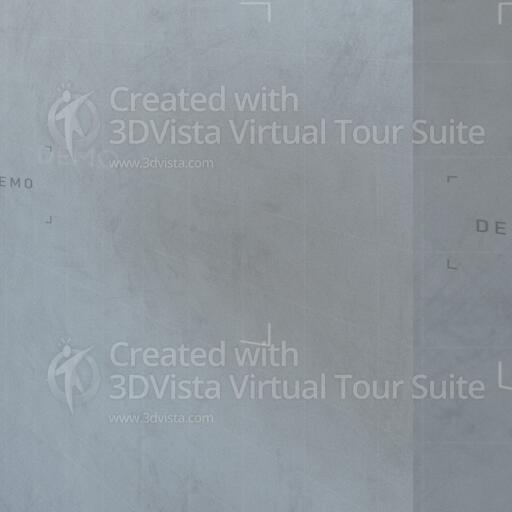 Created with
3DVista Virtual Tour Suite
DEMO
www.3dvista.com
EMO
DE
Created with
3DVista Virtual Tour Suite
www.3dvista.com